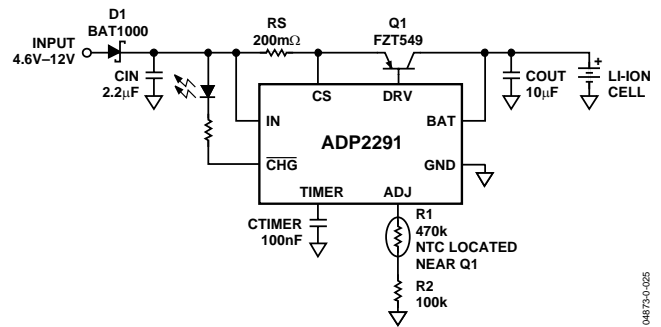 D1
BAT1000
RS
200mΩ
Q1
FZT549
INPUT
4.6V–12V
CIN
2.2μF
COUT
10μF
+
LI-ION
CELL
CS
DRV
IN
BAT
ADP2291
CHG
GND
TIMER
ADJ
CTIMER
100nF
R1
470k
NTC LOCATED
NEAR Q1
R2
100k
04873-0-025